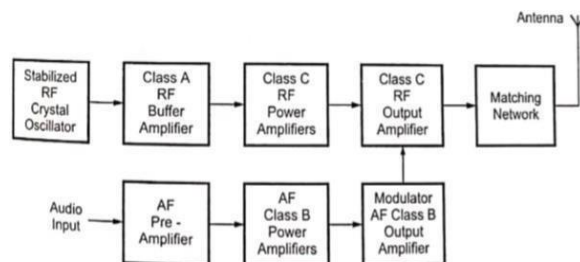 Antenna
Stabilized
RF
Crystal
Oscillator
Class A
RF
Buffer
Amplifier
Class C
RF
Power
Amplifiers
Class C
RF
Output
Amplifier
Matching
Network
Audio
Input
AF
Pre -
Amplifier
AF
Class B
Power
Amplifiers
Modulator
AF Class B
Output
Amplifier